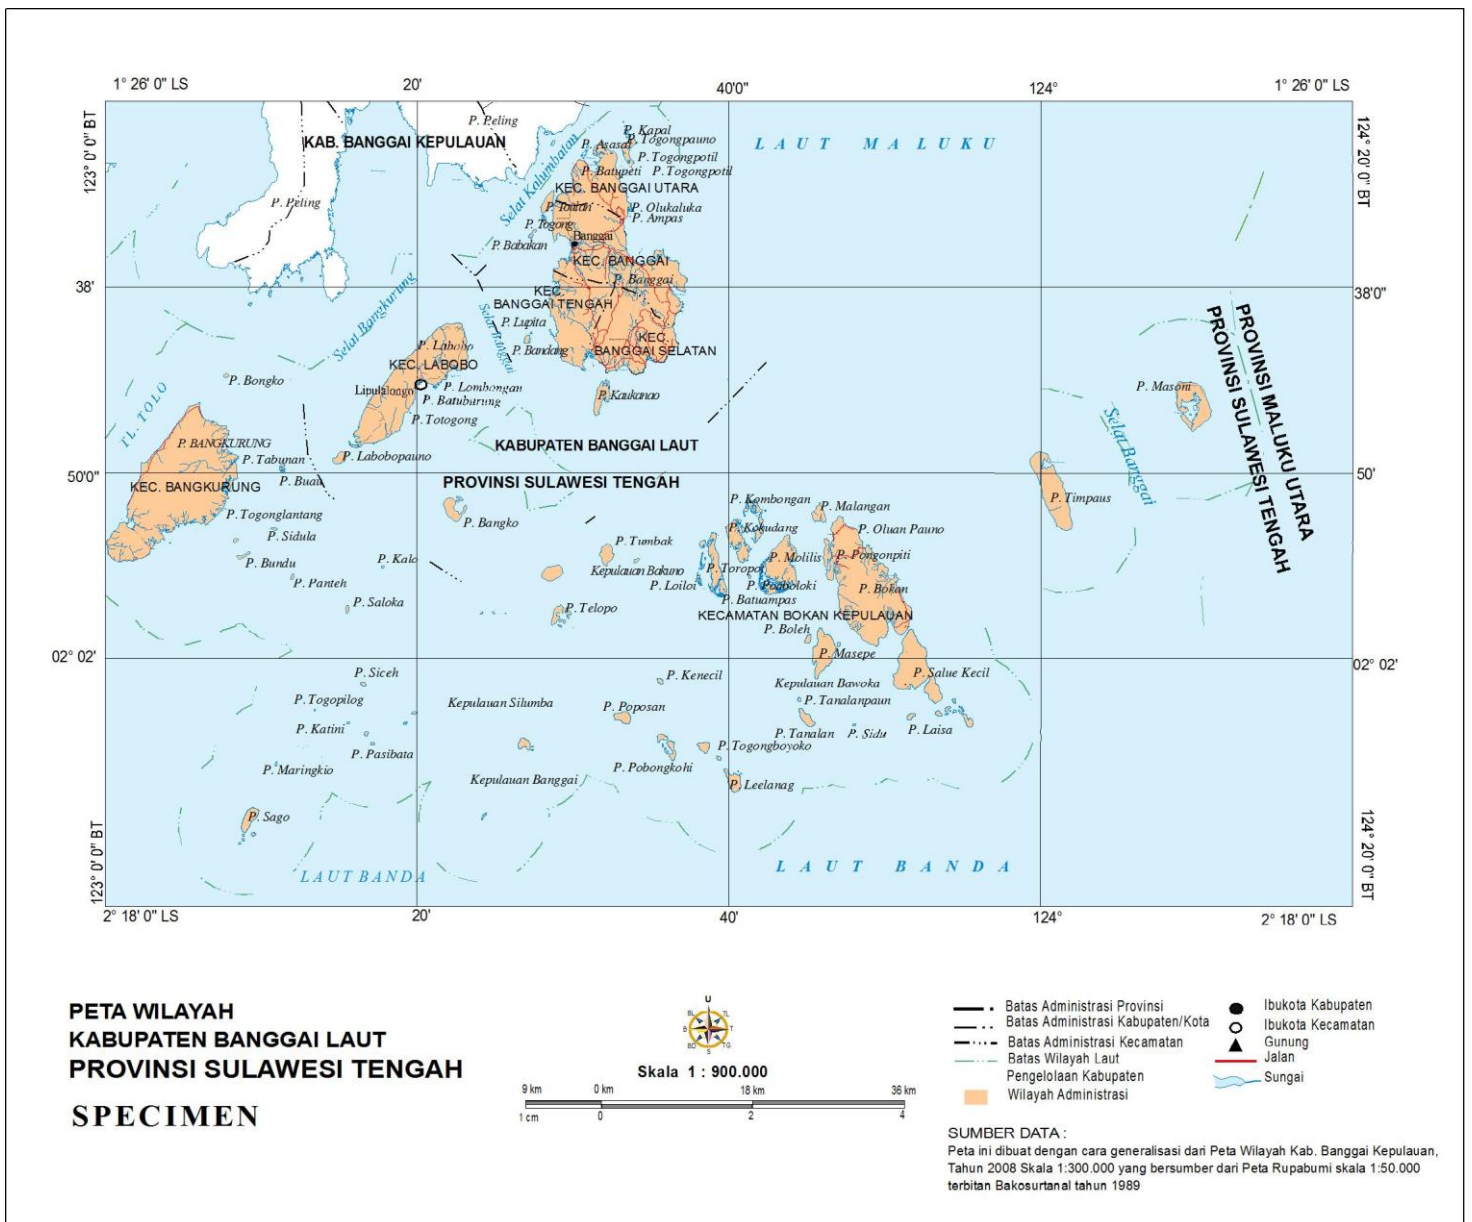 1° 26' 0" LS
20'
40'0"
124°
1° 26' 0" LS
123° 0' 0" BT
124° 20' 0" BT
P. Peling
KAB. BANGGAI KEPULAUAN
P. Kapal
P. Togongpauno
P. Asasal
P. Togongpotil
P. Batupeti
P. Togongpotil
LAUT MALUKU
Selat Kalumbatan
KEC. BANGGAI UTARA
P. Peling
P. Olukaluka
P. Ampas
P. Togong
Banggai
P. Babakan
KEC. BANGGAI
P. Banggai
38'
38'0"
KEC.
BANGGAI TENGAH
Selat Bangkurung
Selat Banggai
P. Lupita
P. Bandang
KEC.
BANGGAI SELATAN
P. Labobo
KEC. LABOBO
Lipulalongo
P. Lombongan
P. Batuburung
P. Totogong
P. Kaukanao
P. Bongko
TL. TOLO
P. BANGKURUNG
P. Tabunan
P. Labobopauno
KABUPATEN BANGGAI LAUT
P. Masoni
PROVINSI MALUKU UTARA
PROVINSI SULAWESI TENGAH
Selat Banggai
50'0"
50'
KEC. BANGKURUNG
P. Buau
PROVINSI SULAWESI TENGAH
P. Timpaus
P. Kombongan
P. Malangan
P. Togonglantang
P. Bangko
P. Kokudang
P. Oluan Pauno
P. Sidula
P. Tumbak
P. Molilis
P. Pongonpiti
P. Bundu
P. Kalo
Kepulauan Bakuno
P. Toropot
P. Panteh
P. Loiloi
P. Podboloki
P. Bokan
P. Saloka
P. Telopo
P. Batuampas
KECAMATAN BOKAN KEPULAUAN
P. Boleh
02° 02'
02° 02'
P. Masepe
P. Siceh
P. Kenecil
Kepulauan Bawoka
P. Salue Kecil
P. Togopilog
Kepulauan Silumba
P. Poposan
P. Tanalanpaun
P. Katini
P. Tanalan
P. Sidu
P. Laisa
P. Pasibata
P. Togongboyoko
P. Maringkio
Kepulauan Banggai
P. Pobongkohi
P. Leelanag
P. Sago
LAUT BANDA
LAUT BANDA
123° 0' 0" BT
124° 20' 0" BT
2° 18' 0" LS
20'
40'
124°
2° 18' 0" LS
PETA WILAYAH
KABUPATEN BANGGAI LAUT
PROVINSI SULAWESI TENGAH
SPECIMEN
U
BL
TL
B
T
BD
TG
S
Skala 1 : 900.000
9 km
0 km
18 km
36 km
1 cm
0
2
4
Batas Administrasi Provinsi
Batas Administrasi Kabupaten/Kota
Batas Administrasi Kecamatan
Batas Wilayah Laut
Pengelolaan Kabupaten
Wilayah Administrasi
Ibukota Kabupaten
Ibukota Kecamatan
Gunung
Jalan
Sungai
SUMBER DATA :
Peta ini dibuat dengan cara generalisasi dari Peta Wilayah Kab. Banggai Kepulauan,
Tahun 2008 Skala 1:300.000 yang bersumber dari Peta Rupabumi skala 1:50.000
terbitan Bakosurtanal tahun 1989